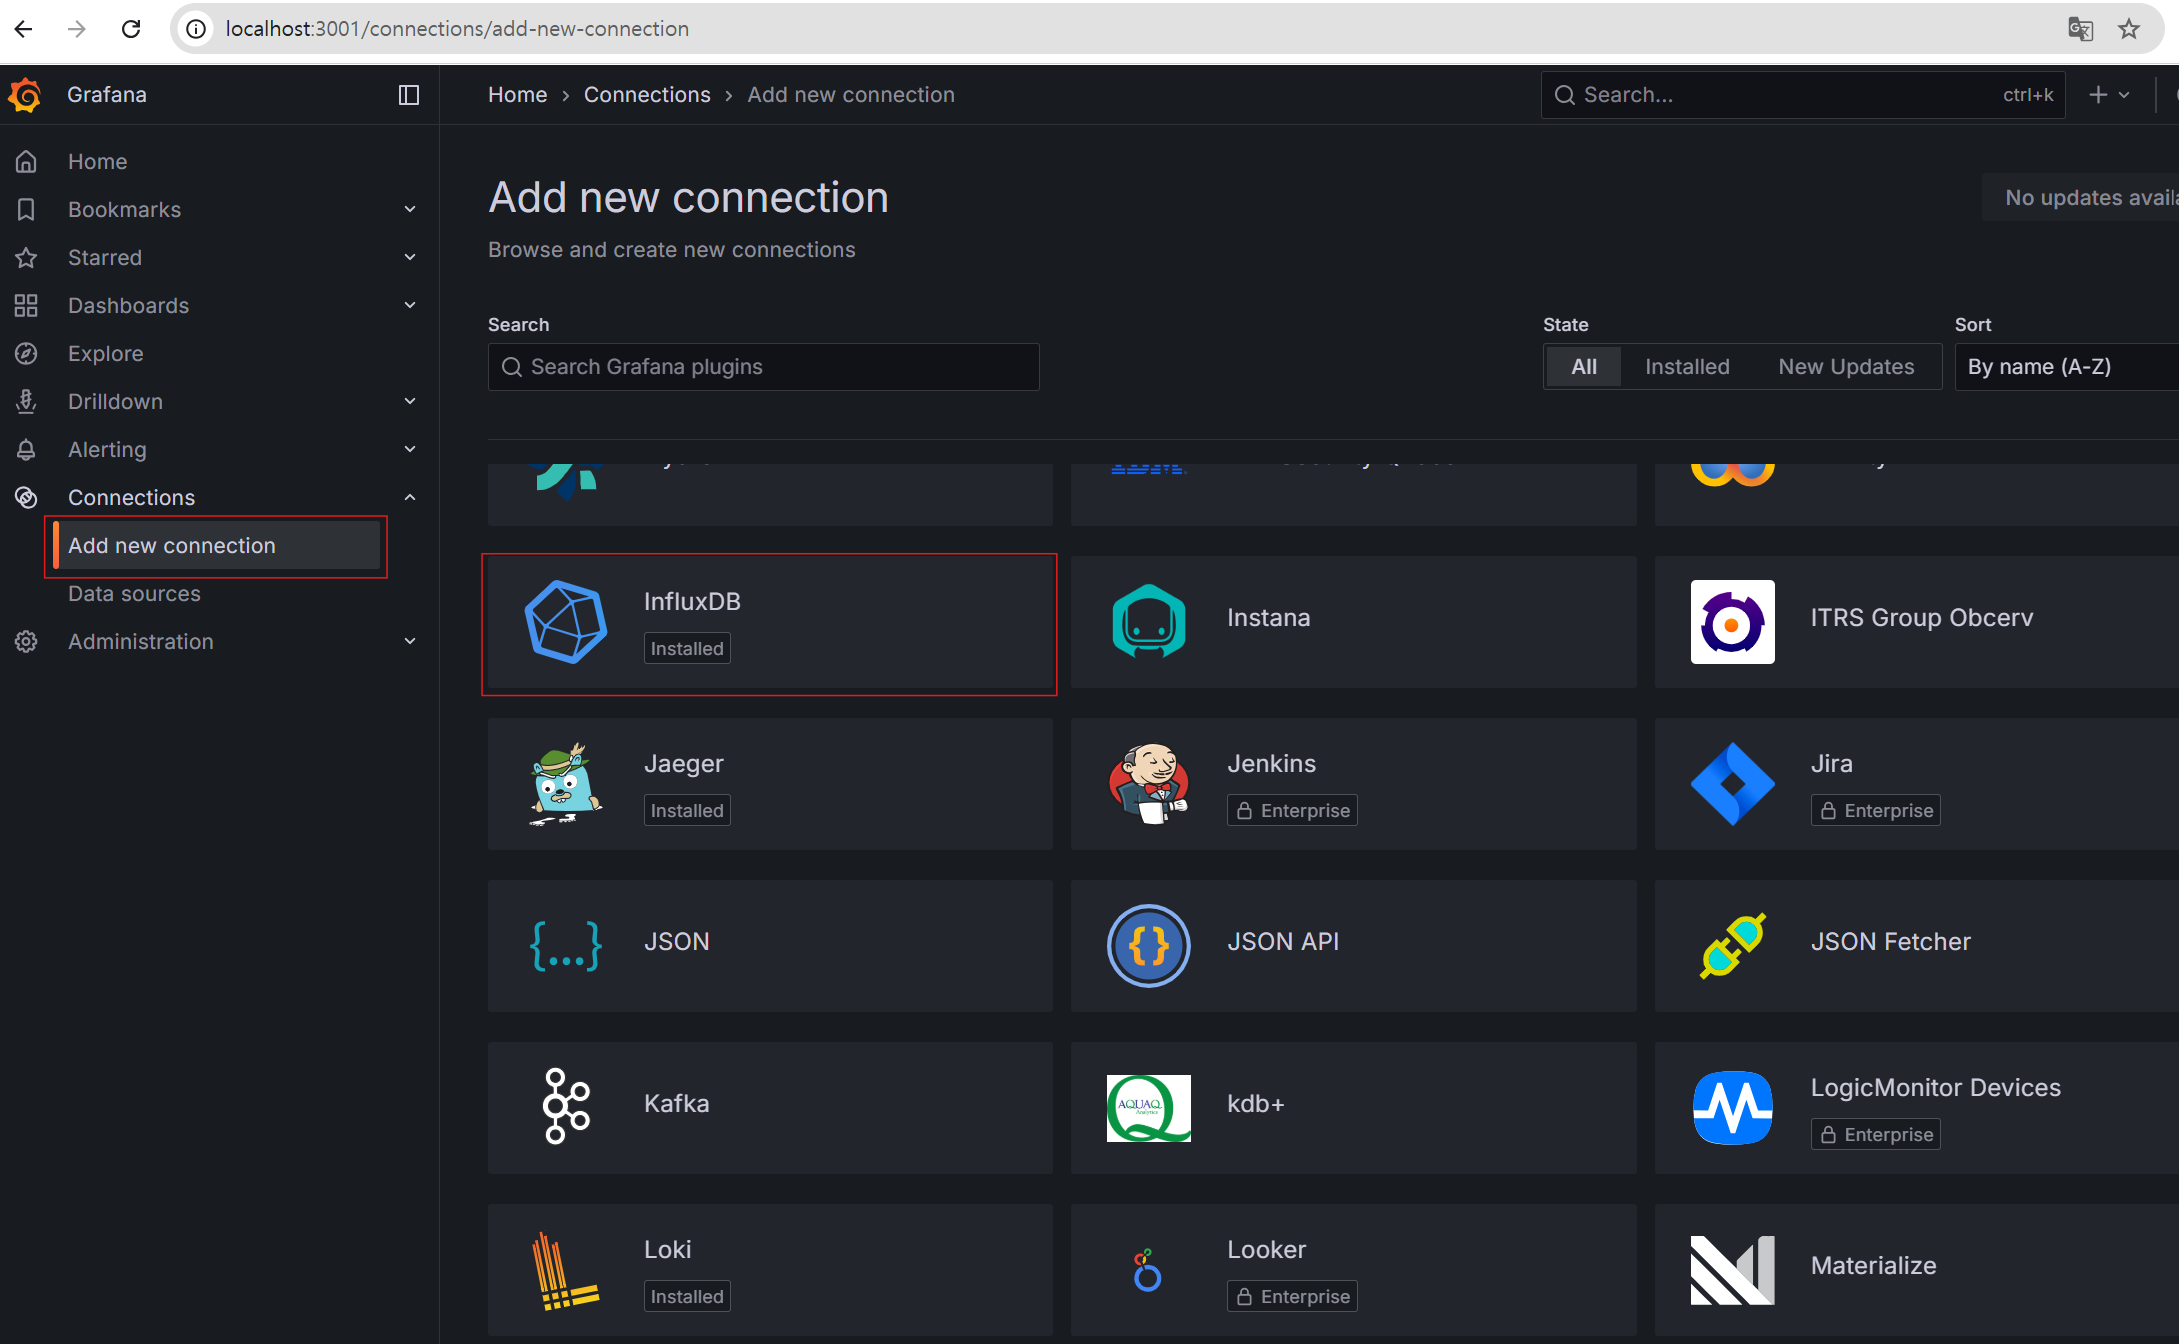 localhost:3001/connections/add-new-connection
Grafana
Home › Connections › Add new connection
Search...
ctrl+k
Home
Bookmarks
Starred
Dashboards
Explore
Drilldown
Alerting
Connections
Add new connection
Data sources
Administration
Add new connection
No updates avail
Browse and create new connections
Search
State
Sort
Search Grafana plugins
All
Installed
New Updates
By name (A-Z)
InfluxDB
Installed
Instana
ITRS Group Obcerv
Jaeger
Installed
Jenkins
Enterprise
Jira
Enterprise
{...}
JSON
{}
JSON API
JSON Fetcher
Kafka
AQUAQ
Analytics
kdb+
LogicMonitor Devices
Enterprise
Loki
Installed
Looker
Enterprise
Materialize